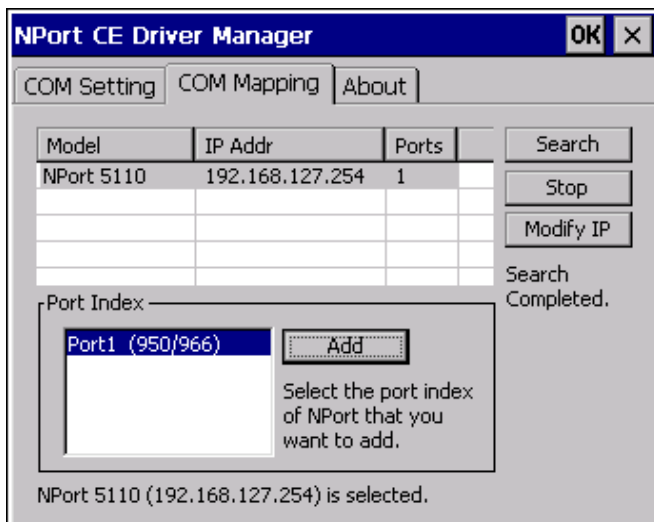 NPort CE Driver Manager OK ×
COM Setting COM Mapping About
Model IP Addr Ports
NPort 5110 192.168.127.254 1
Search
Stop
Modify IP
Search
Completed.
Port Index
Port1 (950/966)
Add
Select the port index
of NPort that you
want to add.
NPort 5110 (192.168.127.254) is selected.